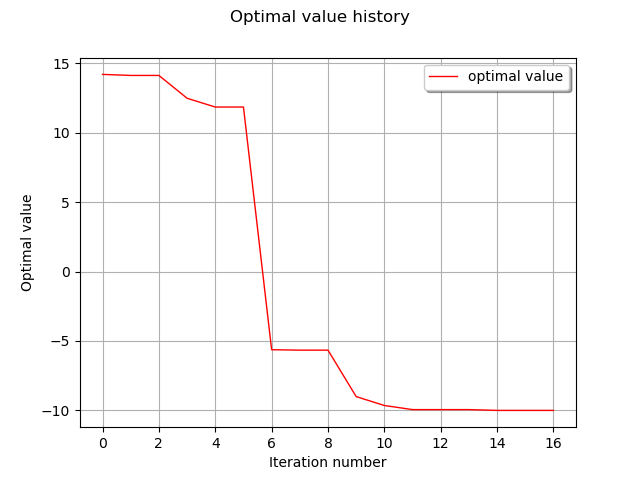 Optimal value history
optimal value
15
10
5
0
−5
−10
Optimal value
0 2 4 6 8 10 12 14 16
Iteration number